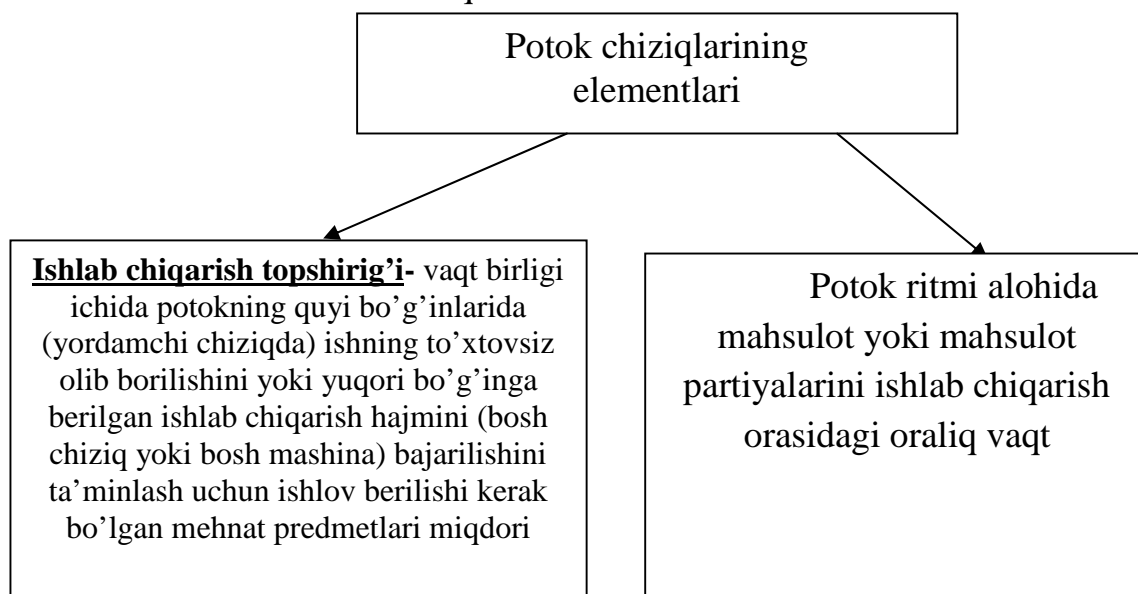 Potok chiziqlarining
elementlari
Ishlab chiqarish topshirig’i- vaqt birligi
ichida potokning quyi bo’g’inlarida
(yordamchi chiziqda) ishning to’xtovsiz
olib borilishini yoki yuqori bo’g’inga
berilgan ishlab chiqarish hajmini (bosh
chiziq yoki bosh mashina) bajarilishini
ta’minlash uchun ishlov berilishi kerak
bo’lgan mehnat predmetlari miqdori
Potok ritmi alohida
mahsulot yoki mahsulot
partiyalarini ishlab chiqarish
orasidagi oraliq vaqt